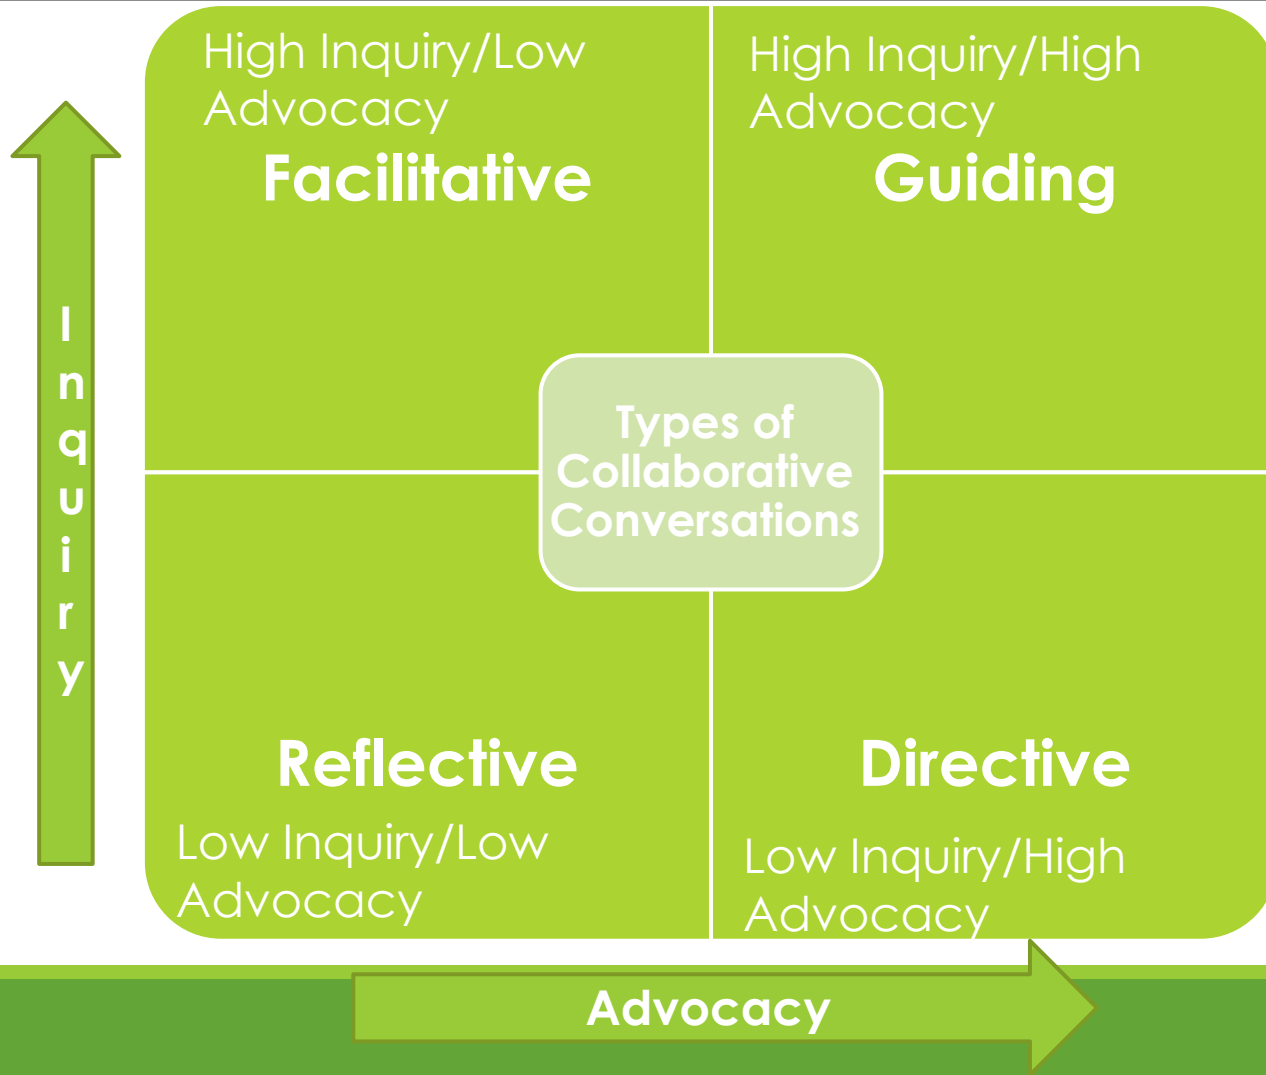 High Inquiry/Low
Advocacy
Facilitative
High Inquiry/High
Advocacy
Guiding
Inquiry
Types of
Collaborative
Conversations
Reflective
Low Inquiry/Low
Advocacy
Directive
Low Inquiry/High
Advocacy
Advocacy